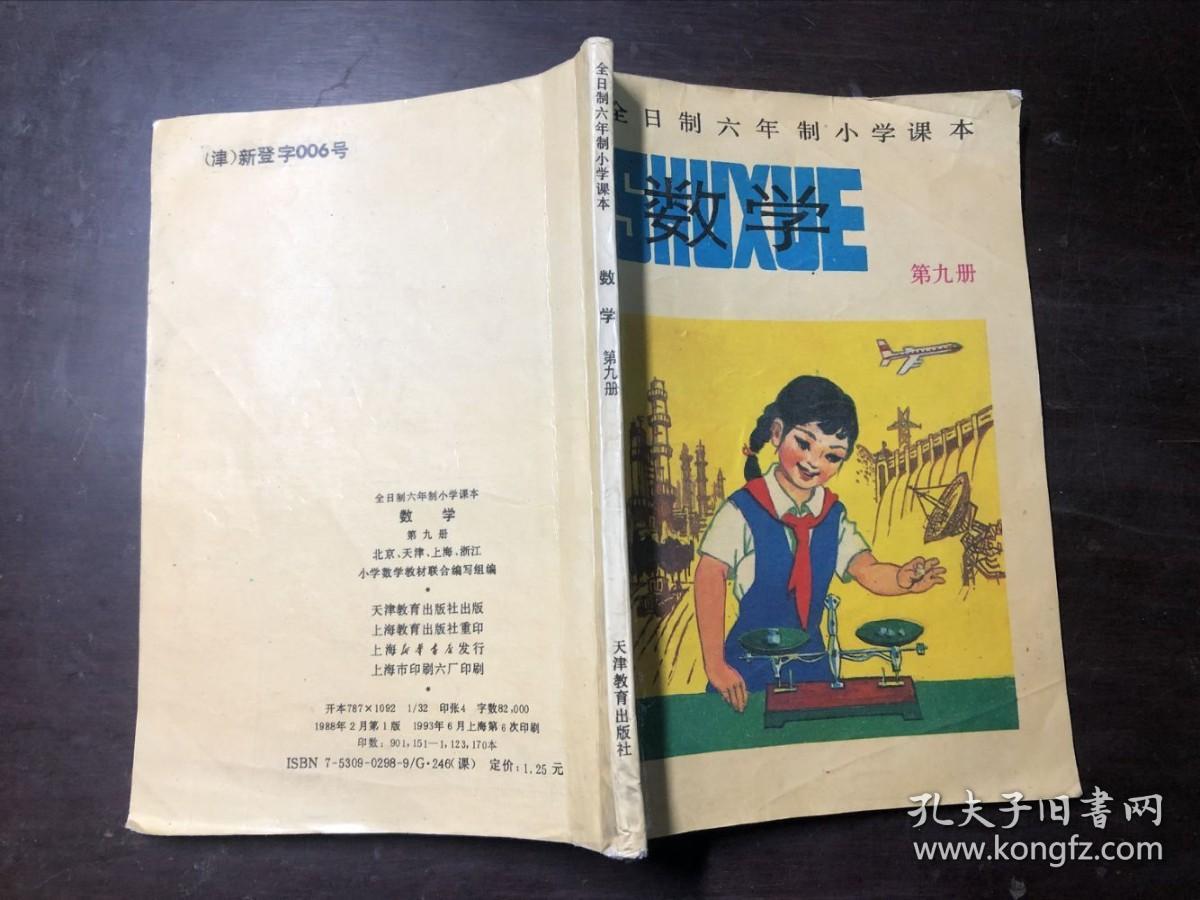 (津)新登字006号
全日制六年制小学课本
数学
第九册
北京、天津、上海、浙江
小学数学教材联合编写组编
天津教育出版社出版
上海教育出版社重印
上海新华书店发行
上海市印刷六厂印刷
开本787×1092 1/32 印张4 字数82,000
1988年2月第1版 1993年6月上海第6次印刷
印数:901,151—1,123,170本
ISBN 7-5309-0298-9/G·246(课) 定价:1.25元
全日制六年制小学课本
数学
第九册
天津教育出版社
全日制六年制小学课本
SHUXUE
数学
第九册
孔夫子旧书网
www.kongfz.com